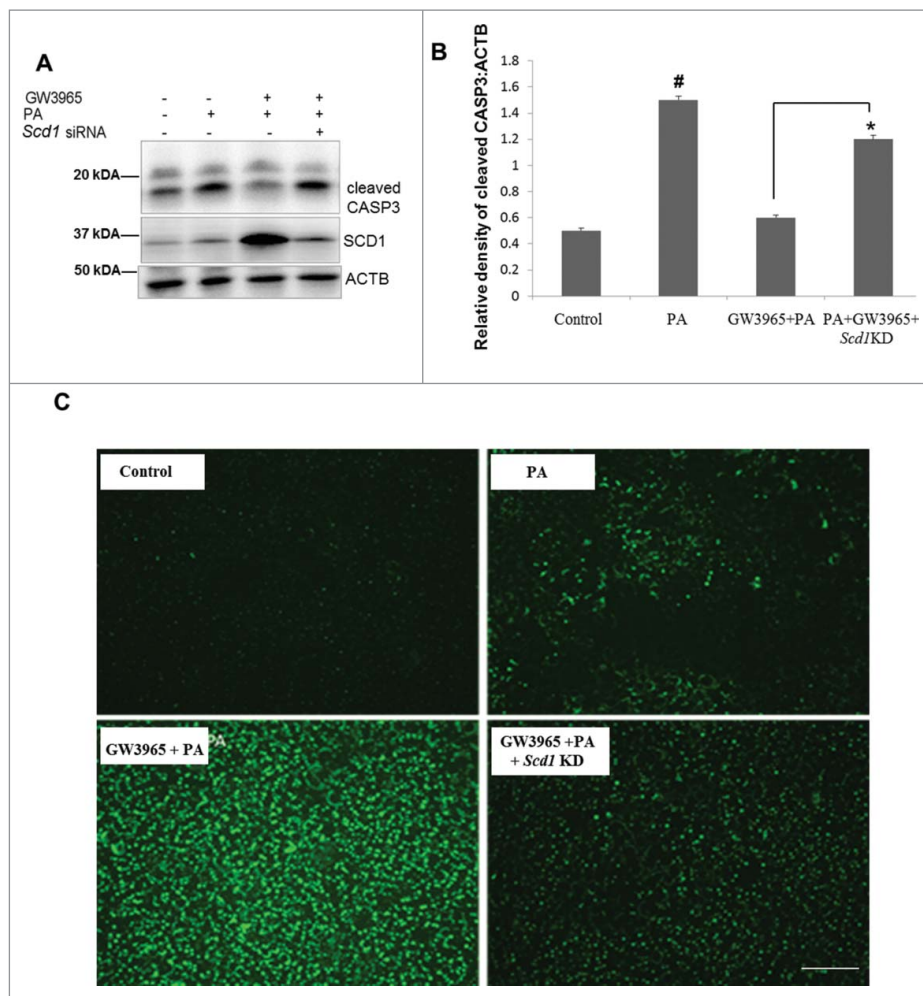 A
GW3965 - - + +
PA - + + +
Scd1 siRNA - - - +
20 kDA
cleaved
CASP3
37 kDA
SCD1
50 kDA
ACTB
B
Relative density of cleaved CASP3:ACTB
1.8
1.6
1.4
1.2
1
0.8
0.6
0.4
0.2
0
#
*
Control PA GW3965+PA PA+GW3965+
Scd1KD
C
Control
PA
GW3965 + PA
GW3965 +PA
+ Scd1 KD